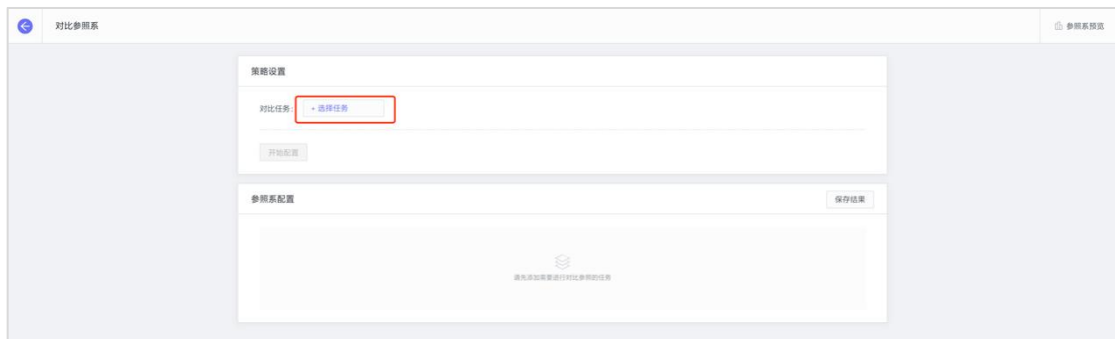 对比参照系
参照系预览
策略设置
对比任务: + 选择任务
开始配置
参照系配置
保存结果
请先添加需要进行对比参照的任务